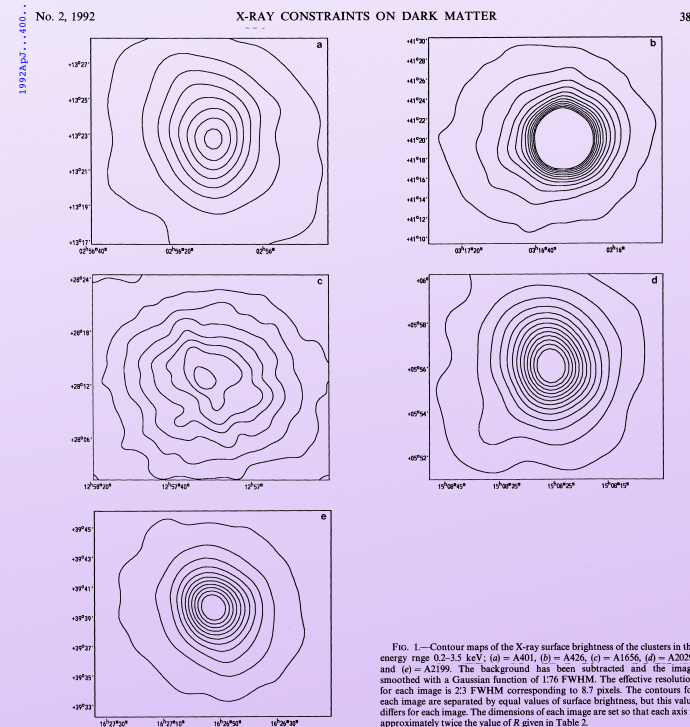 1992ApJ...400..
No. 2, 1992
X-RAY CONSTRAINTS ON DARK MATTER
38
a
+13°27'
+13°25'
+13°23'
+13°21'
+13°19'
+13°17'
02ʰ56ᵐ40ˢ 02ʰ56ᵐ20ˢ 02ʰ56ᵐ
b
+41°30'
+41°28'
+41°26'
+41°24'
+41°22'
+41°20'
+41°18'
+41°16'
+41°14'
+41°12'
+41°10'
03ʰ17ᵐ20ˢ 03ʰ16ᵐ40ˢ 03ʰ16ᵐ
c
+28°24'
+28°18'
+28°12'
+28°06'
12ʰ58ᵐ20ˢ 12ʰ57ᵐ40ˢ 12ʰ57ᵐ
d
+06°
+05°58'
+05°56'
+05°54'
+05°52'
15ʰ08ᵐ45ˢ 15ʰ08ᵐ35ˢ 15ʰ08ᵐ25ˢ 15ʰ08ᵐ15ˢ
e
+39°45'
+39°43'
+39°41'
+39°39'
+39°37'
+39°35'
+39°33'
16ʰ27ᵐ30ˢ 16ʰ27ᵐ10ˢ 16ʰ26ᵐ50ˢ 16ʰ26ᵐ30ˢ
FIG. 1.—Contour maps of the X-ray surface brightness of the clusters in th
energy rnge 0.2–3.5 keV; (a) = A401, (b) = A426, (c) = A1656, (d) = A2029
and (e) = A2199. The background has been subtracted and the imag
smoothed with a Gaussian function of 1.′76 FWHM. The effective resolutio
for each image is 2.′3 FWHM corresponding to 8.7 pixels. The contours fo
each image are separated by equal values of surface brightness, but this valu
differs for each image. The dimensions of each image are set so that each axis
approximately twice the value of R given in Table 2.